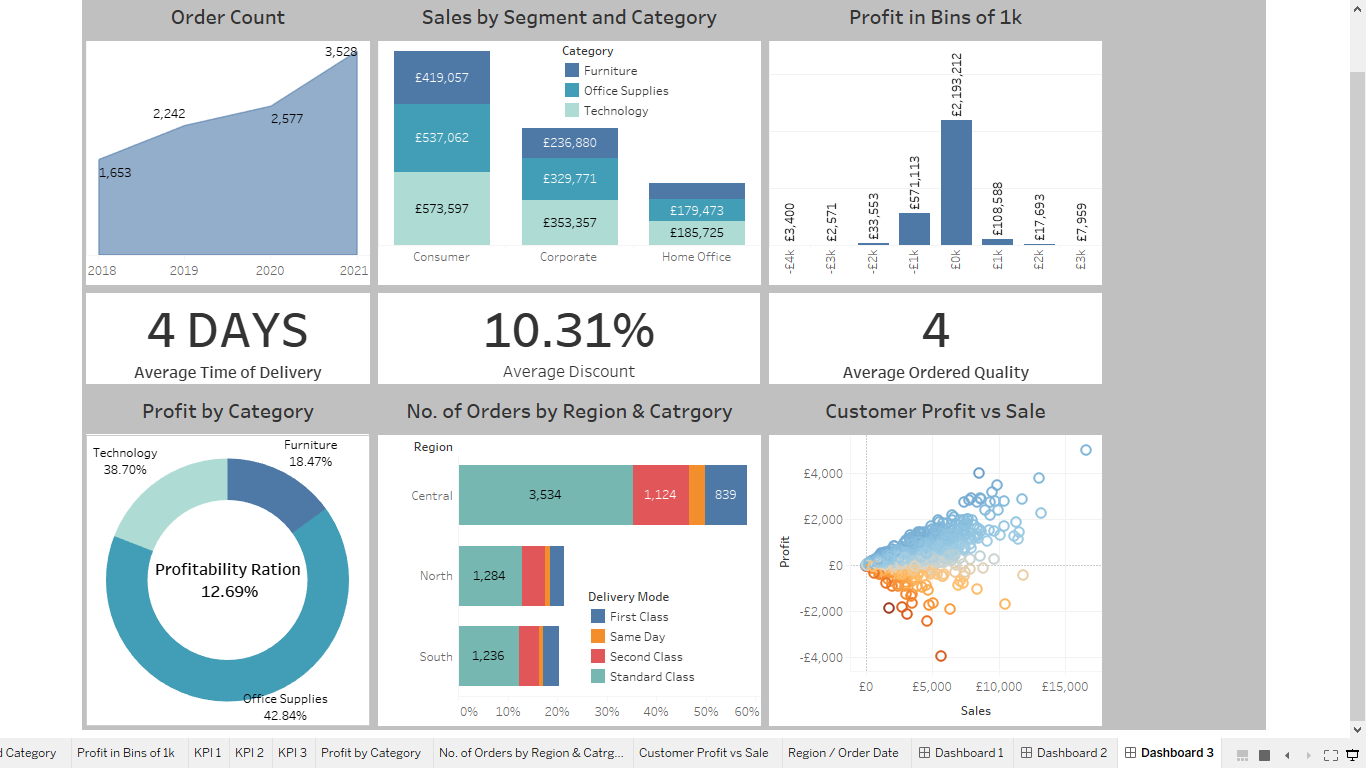 Order Count
Sales by Segment and Category
Profit in Bins of 1k
3,528
2,242
2,577
1,653
2018
2019
2020
2021
Category
Furniture
Office Supplies
Technology
£419,057
£537,062
£573,597
£236,880
£329,771
£353,357
£179,473
£185,725
Consumer
Corporate
Home Office
£3,400
£2,571
£33,553
£571,113
£2,193,212
£108,588
£17,693
£7,959
-£4k
-£3k
-£2k
-£1k
£0k
£1k
£2k
£3k
4 DAYS
Average Time of Delivery
10.31%
Average Discount
4
Average Ordered Quality
Profit by Category
No. of Orders by Region & Catrgory
Customer Profit vs Sale
Technology
38.70%
Furniture
18.47%
Profitability Ration
12.69%
Office Supplies
42.84%
Region
Central
3,534
1,124
839
North
1,284
South
1,236
Delivery Mode
First Class
Same Day
Second Class
Standard Class
0%
10%
20%
30%
40%
50%
60%
Profit
£4,000
£2,000
£0
-£2,000
-£4,000
£0
£5,000
£10,000
£15,000
Sales
d Category
Profit in Bins of 1k
KPI 1
KPI 2
KPI 3
Profit by Category
No. of Orders by Region & Catrg...
Customer Profit vs Sale
Region / Order Date
Dashboard 1
Dashboard 2
Dashboard 3